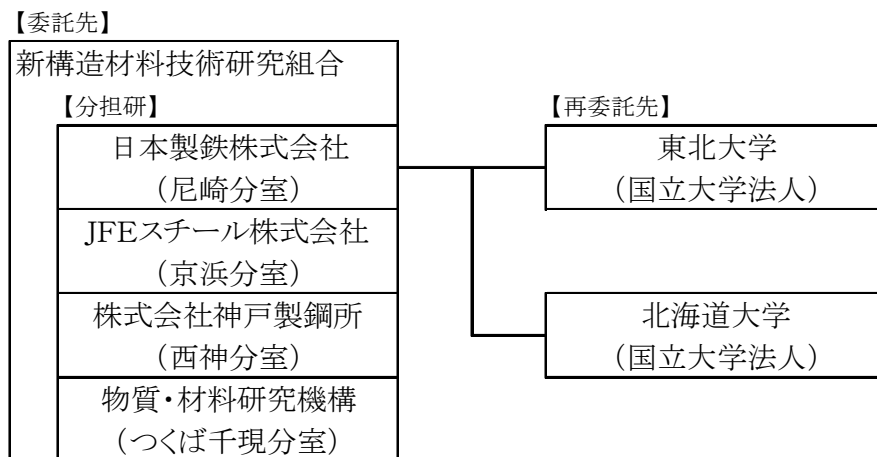 【委託先】
新構造材料技術研究組合
【分担研】
日本製鉄株式会社
（尼崎分室）
JFEスチール株式会社
（京浜分室）
株式会社神戸製鋼所
（西神分室）
物質・材料研究機構
（つくば千現分室）
【再委託先】
東北大学
（国立大学法人）
北海道大学
（国立大学法人）